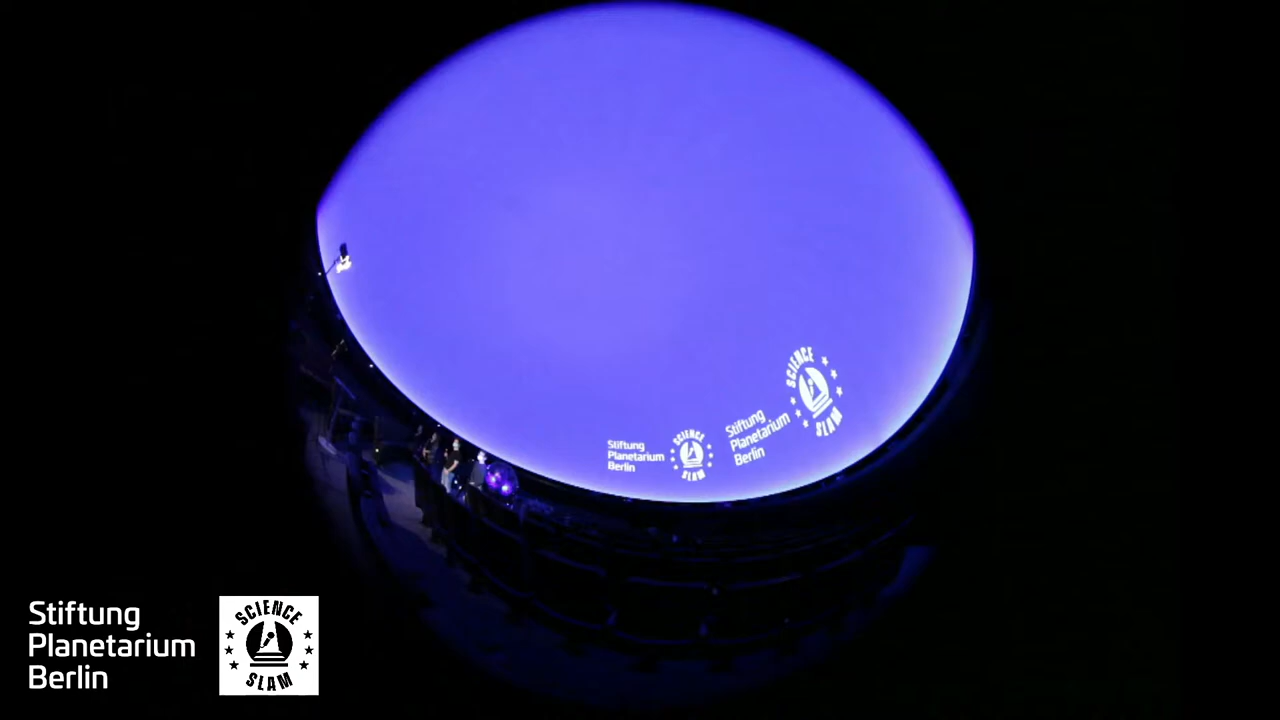 Stiftung
Planetarium
Berlin
SCIENCE
SLAM
Stiftung
Planetarium
Berlin
SCIENCE
SLAM
Stiftung
Planetarium
Berlin
SCIENCE
SLAM